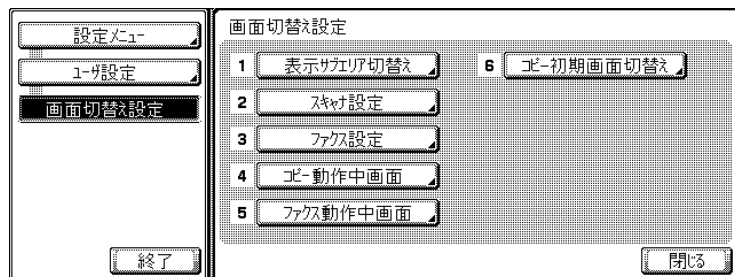 設定メニュー
ユーザ設定
画面切替え設定
終了
画面切替え設定
1 表示サブエリア切替え
2 スキャナ設定
3 ファクス設定
4 コピー動作中画面
5 ファクス動作中画面
6 コピー初期画面切替え
閉じる